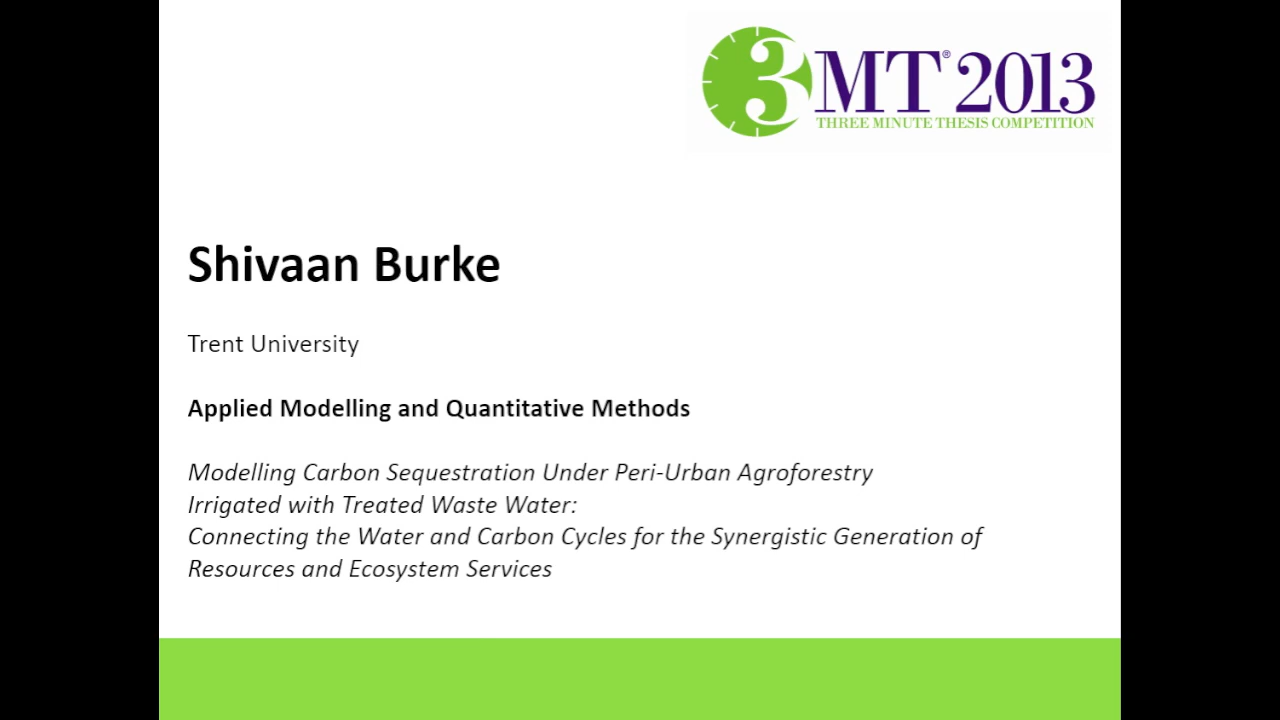 3MT® 2013
THREE MINUTE THESIS COMPETITION
Shivaan Burke
Trent University
Applied Modelling and Quantitative Methods
Modelling Carbon Sequestration Under Peri-Urban Agroforestry
Irrigated with Treated Waste Water:
Connecting the Water and Carbon Cycles for the Synergistic Generation of
Resources and Ecosystem Services